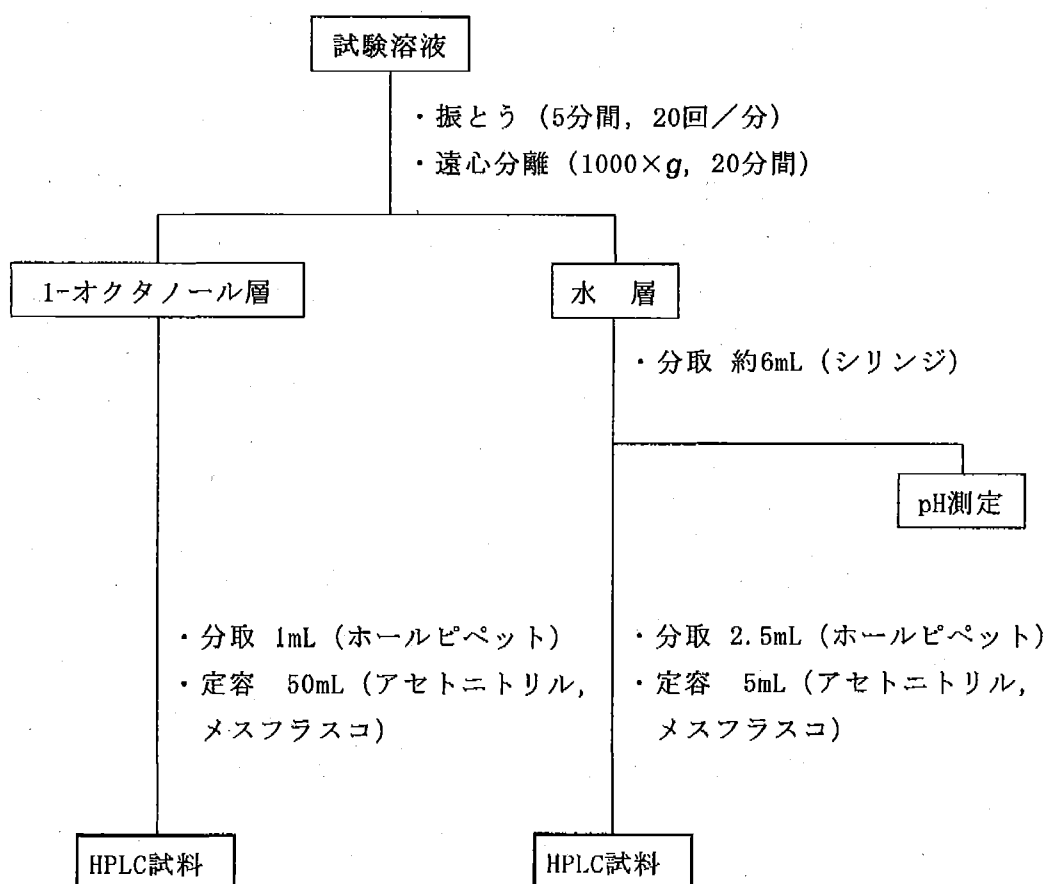 試験溶液
・振とう (5分間, 20回／分)
・遠心分離 (1000×g, 20分間)
1-オクタノール層
水　層
・分取 約6mL (シリンジ)
pH測定
・分取 1mL (ホールピペット)
・定容　50mL (アセトニトリル,
メスフラスコ)
・分取 2.5mL (ホールピペット)
・定容　5mL (アセトニトリル,
メスフラスコ)
HPLC試料
HPLC試料